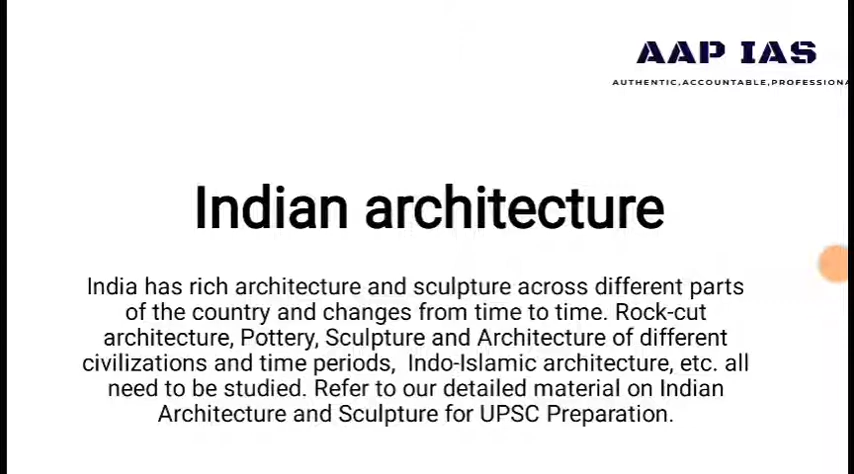 AAP IAS
AUTHENTIC,ACCOUNTABLE,PROFESSIONA
Indian architecture
India has rich architecture and sculpture across different parts
of the country and changes from time to time. Rock-cut
architecture, Pottery, Sculpture and Architecture of different
civilizations and time periods, Indo-Islamic architecture, etc. all
need to be studied. Refer to our detailed material on Indian
Architecture and Sculpture for UPSC Preparation.